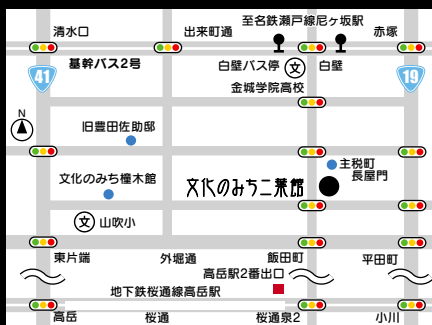 至名鉄瀬戸線尼ヶ坂駅
清水口
出来町通
赤塚
基幹バス2号
白壁バス停
文
白壁
41
金城学院高校
19
N
旧豊田佐助邸
主税町
長屋門
文化のみち橦木館
文化のみち二葉館
文
山吹小
東片端
外堀通
飯田町
平田町
高岳駅2番出口
地下鉄桜通線高岳駅
高岳
桜通
桜通泉2
小川